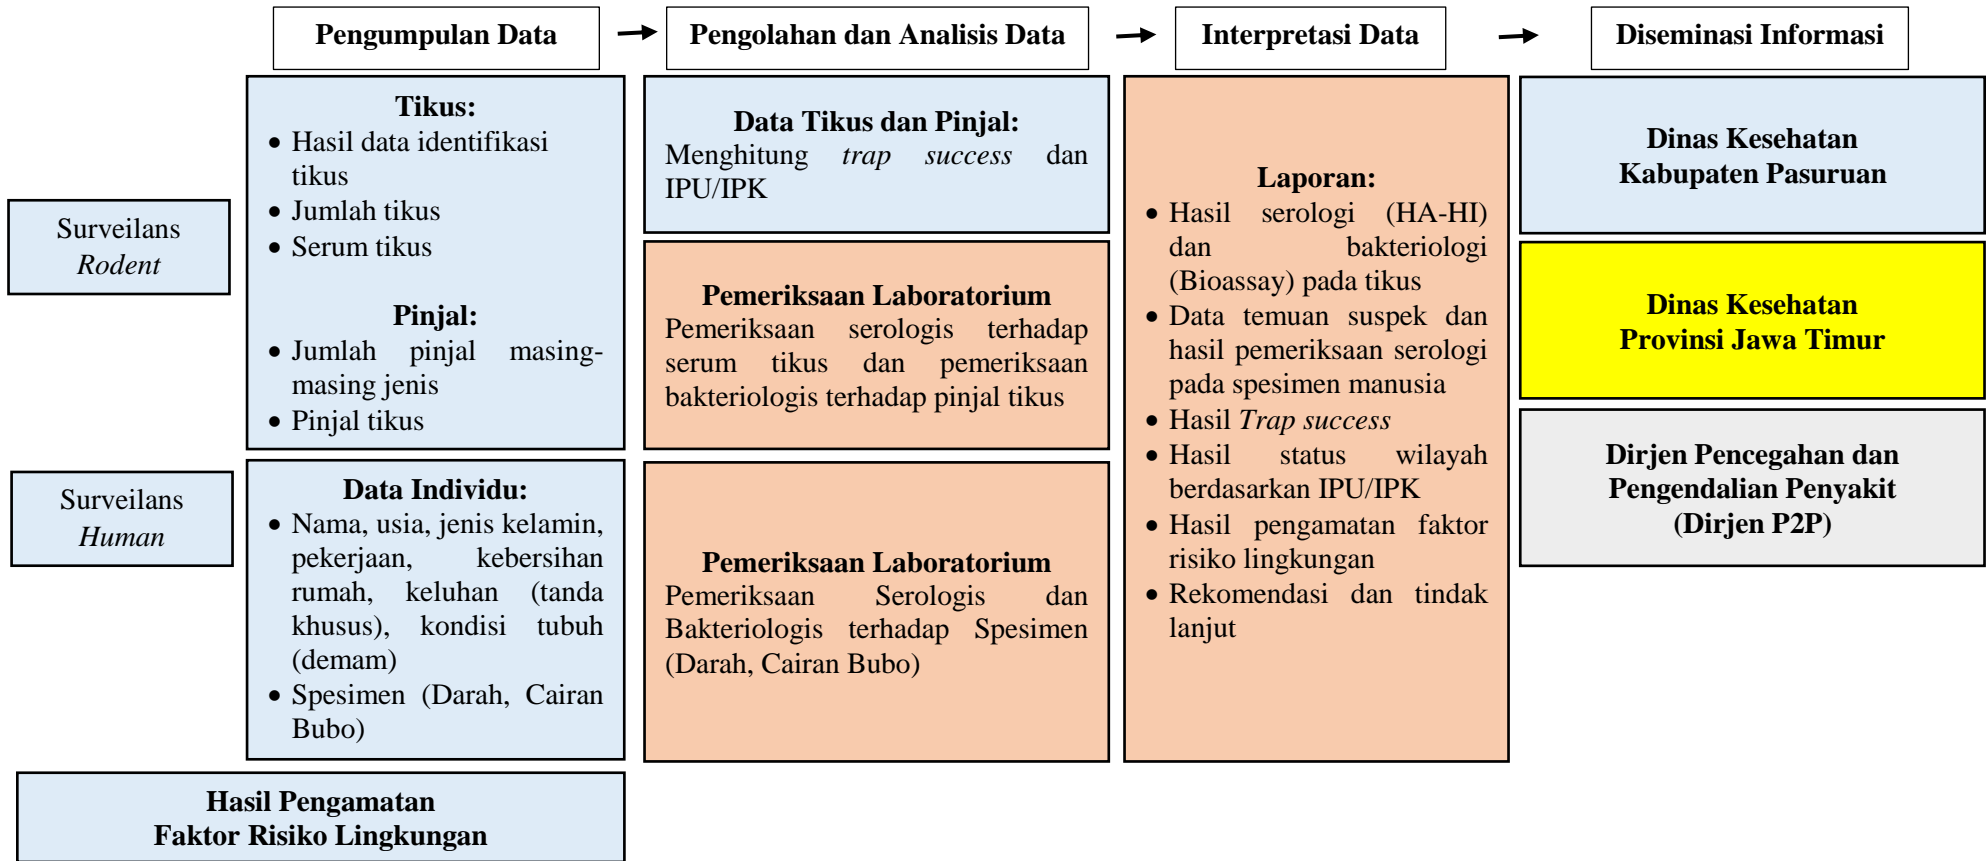 Pengumpulan Data
Pengolahan dan Analisis Data
Interpretasi Data
Diseminasi Informasi
Surveilans
Rodent
Tikus:
• Hasil data identifikasi
tikus
• Jumlah tikus
• Serum tikus
Pinjal:
• Jumlah pinjal masing-
masing jenis
• Pinjal tikus
Data Tikus dan Pinjal:
Menghitung trap success dan
IPU/IPK
Pemeriksaan Laboratorium
Pemeriksaan serologis terhadap
serum tikus dan pemeriksaan
bakteriologis terhadap pinjal tikus
Surveilans
Human
Data Individu:
• Nama, usia, jenis kelamin,
pekerjaan, kebersihan
rumah, keluhan (tanda
khusus), kondisi tubuh
(demam)
• Spesimen (Darah, Cairan
Bubo)
Pemeriksaan Laboratorium
Pemeriksaan Serologis dan
Bakteriologis terhadap Spesimen
(Darah, Cairan Bubo)
Laporan:
• Hasil serologi (HA-HI)
dan bakteriologi
(Bioassay) pada tikus
• Data temuan suspek dan
hasil pemeriksaan serologi
pada spesimen manusia
• Hasil Trap success
• Hasil status wilayah
berdasarkan IPU/IPK
• Hasil pengamatan faktor
risiko lingkungan
• Rekomendasi dan tindak
lanjut
Dinas Kesehatan
Kabupaten Pasuruan
Dinas Kesehatan
Provinsi Jawa Timur
Dirjen Pencegahan dan
Pengendalian Penyakit
(Dirjen P2P)
Hasil Pengamatan
Faktor Risiko Lingkungan